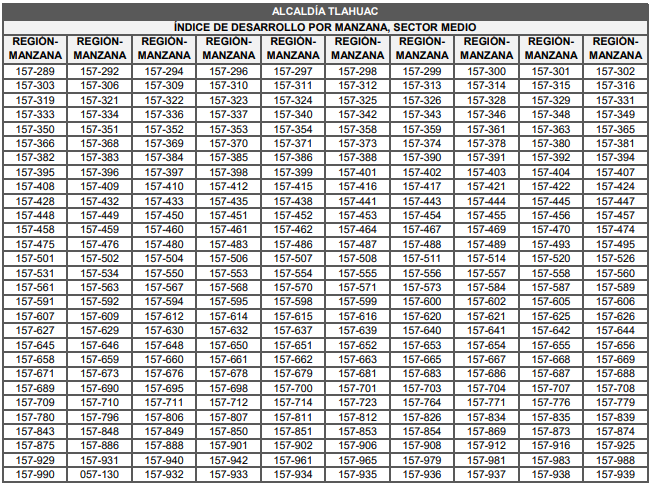 ALCALDÍA TLAHUAC
ÍNDICE DE DESARROLLO POR MANZANA, SECTOR MEDIO
REGIÓN-MANZANA REGIÓN-MANZANA REGIÓN-MANZANA REGIÓN-MANZANA REGIÓN-MANZANA REGIÓN-MANZANA REGIÓN-MANZANA REGIÓN-MANZANA REGIÓN-MANZANA REGIÓN-MANZANA
157-289 157-292 157-294 157-296 157-297 157-298 157-299 157-300 157-301 157-302
157-303 157-306 157-309 157-310 157-311 157-312 157-313 157-314 157-315 157-316
157-319 157-321 157-322 157-323 157-324 157-325 157-326 157-328 157-329 157-331
157-333 157-334 157-336 157-337 157-340 157-342 157-343 157-346 157-348 157-349
157-350 157-351 157-352 157-353 157-354 157-358 157-359 157-361 157-363 157-365
157-366 157-368 157-369 157-370 157-371 157-373 157-374 157-378 157-380 157-381
157-382 157-383 157-384 157-385 157-386 157-388 157-390 157-391 157-392 157-394
157-395 157-396 157-397 157-398 157-399 157-401 157-402 157-403 157-404 157-407
157-408 157-409 157-410 157-412 157-415 157-416 157-417 157-421 157-422 157-424
157-428 157-432 157-433 157-435 157-438 157-441 157-443 157-444 157-445 157-447
157-448 157-449 157-450 157-451 157-452 157-453 157-454 157-455 157-456 157-457
157-458 157-459 157-460 157-461 157-462 157-464 157-467 157-469 157-470 157-474
157-475 157-476 157-480 157-483 157-486 157-487 157-488 157-489 157-493 157-495
157-501 157-502 157-504 157-506 157-507 157-508 157-511 157-514 157-520 157-526
157-531 157-534 157-550 157-553 157-554 157-555 157-556 157-557 157-558 157-560
157-561 157-563 157-567 157-568 157-570 157-571 157-573 157-584 157-587 157-589
157-591 157-592 157-594 157-595 157-598 157-599 157-600 157-602 157-605 157-606
157-607 157-609 157-612 157-614 157-615 157-616 157-620 157-621 157-625 157-626
157-627 157-629 157-630 157-632 157-637 157-639 157-640 157-641 157-642 157-644
157-645 157-646 157-648 157-650 157-651 157-652 157-653 157-654 157-655 157-656
157-658 157-659 157-660 157-661 157-662 157-663 157-665 157-667 157-668 157-669
157-671 157-673 157-676 157-678 157-679 157-681 157-683 157-686 157-687 157-688
157-689 157-690 157-695 157-698 157-700 157-701 157-703 157-704 157-707 157-708
157-709 157-710 157-711 157-712 157-714 157-723 157-764 157-771 157-776 157-779
157-780 157-796 157-806 157-807 157-811 157-812 157-826 157-834 157-835 157-839
157-843 157-848 157-849 157-850 157-851 157-853 157-854 157-869 157-873 157-874
157-875 157-886 157-888 157-901 157-902 157-906 157-908 157-912 157-916 157-925
157-929 157-931 157-940 157-942 157-961 157-965 157-979 157-981 157-983 157-988
157-990 057-130 157-932 157-933 157-934 157-935 157-936 157-937 157-938 157-939